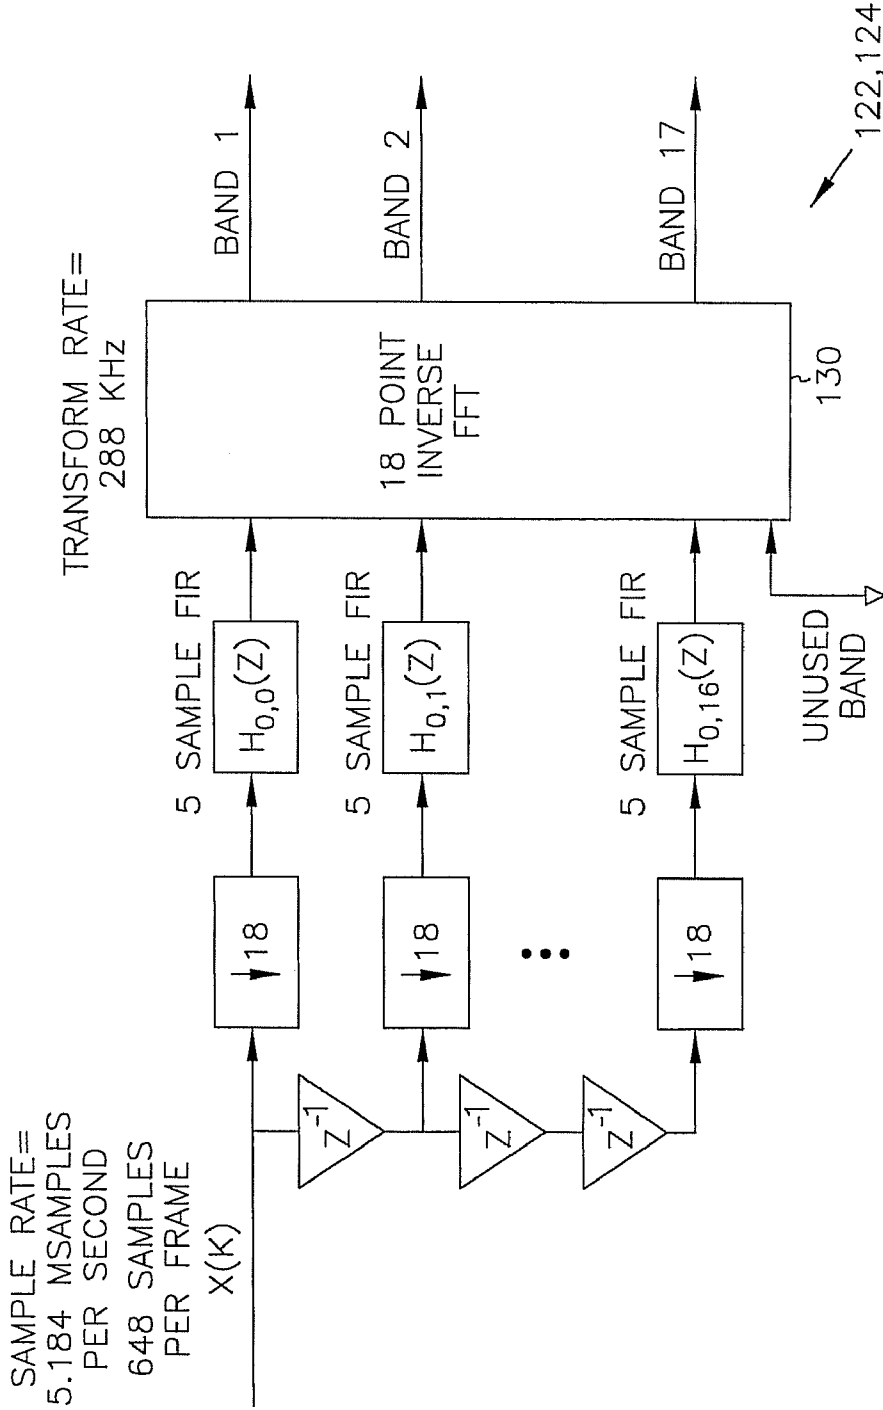 SAMPLE RATE=
5.184 MSAMPLES
PER SECOND
648 SAMPLES
PER FRAME
X(K)
Z-1
Z-1
Z-1
18
18
18
5 SAMPLE FIR
H0,0(Z)
5 SAMPLE FIR
H0,1(Z)
5 SAMPLE FIR
H0,16(Z)
UNUSED
BAND
TRANSFORM RATE=
288 KHz
18 POINT
INVERSE
FFT
130
BAND 1
BAND 2
BAND 17
122,124